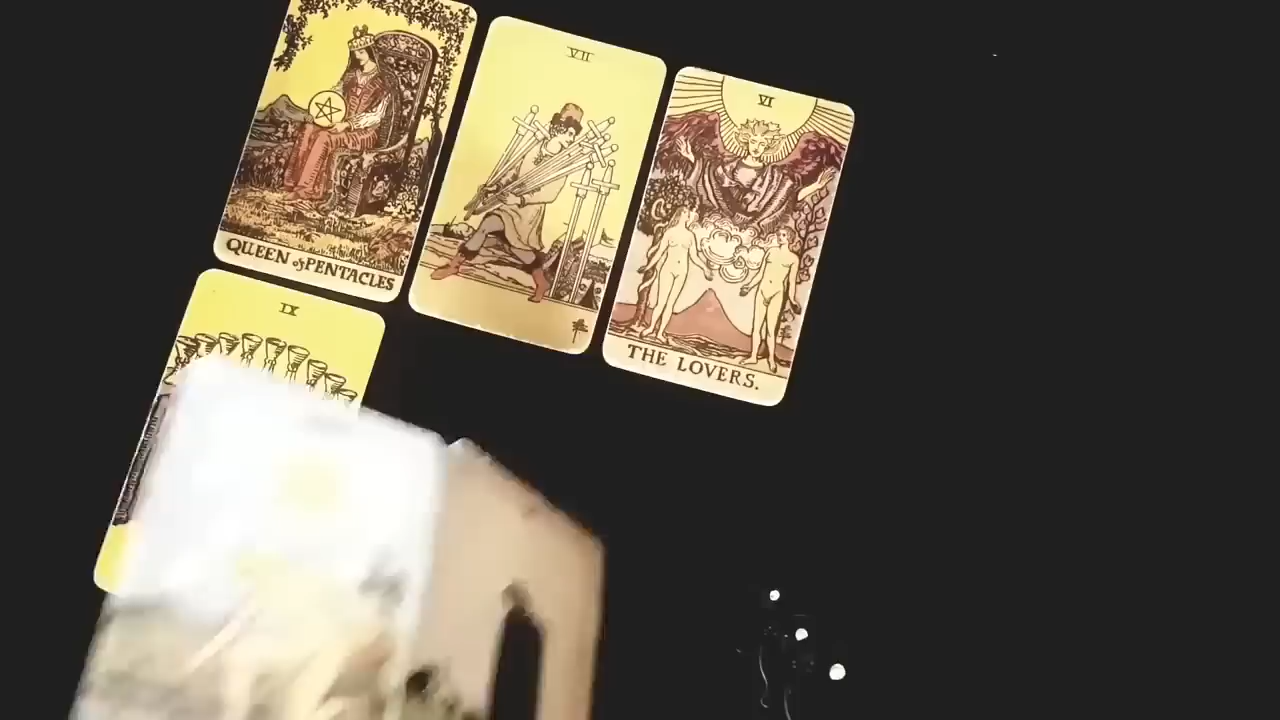 QUEEN of PENTACLES
VII
VI
THE LOVERS.
IX